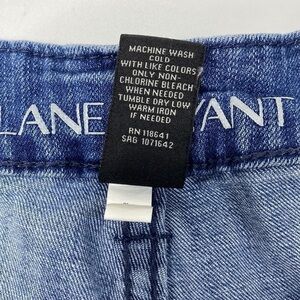 MACHINE WASH
COLD
WITH LIKE COLORS
ONLY NON-
CHLORINE BLEACH
WHEN NEEDED
TUMBLE DRY LOW
WARM IRON
IF NEEDED
RN 118641
SAG 1071642
LANE
YANT